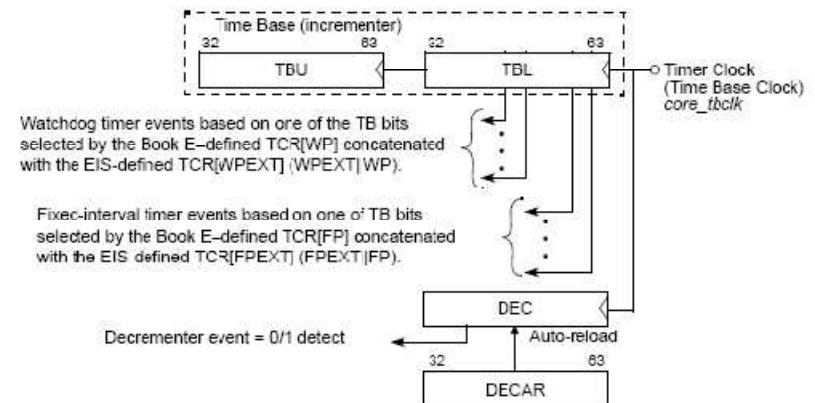 Time Base (incrementer)
32 63 32 63
TBU TBL
Timer Clock
(Time Base Clock)
core_tbclk
Watchdog timer events based on one of the TB bits
selected by the Book E–defined TCR[WP] concatenated
with the EIS-defined TCR[WPEXT] (WPEXT|WP).
Fixec-interval timer events based on one of TB bits
selected by the Book E–defined TCR[FP] concatenated
with the EIS defined TCR[FPEXT] (FPEXT|FP).
DEC
Decrementer event = 0/1 detect
Auto-reload
32 63
DECAR